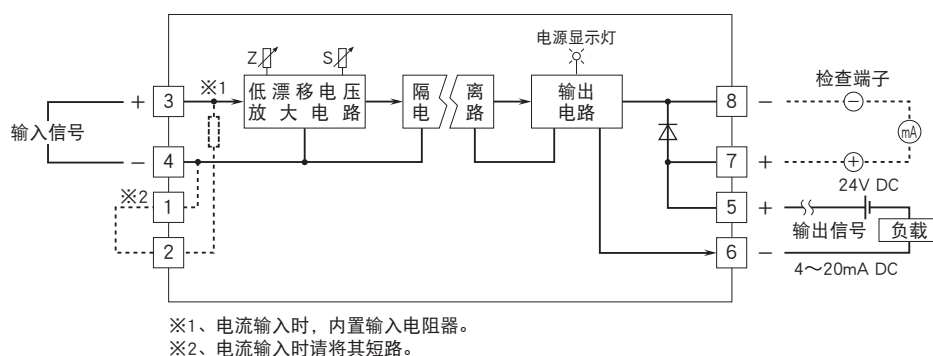 电源显示灯
Z
S
检查端子
※1
+
3
低漂移电压
放大电路
隔离
电路
输出
电路
8
−
−
mA
输入信号
−
4
7
+
+
※2
1
24V DC
5
+
输出信号
负载
2
6
−
4〜20mA DC
※1、电流输入时，内置输入电阻器。
※2、电流输入时请将其短路。